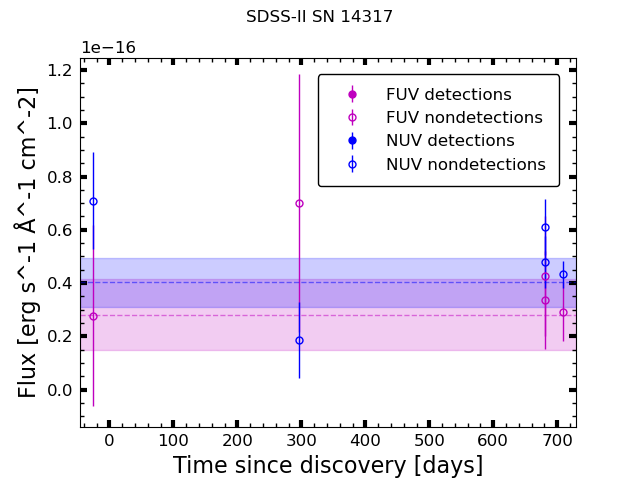 SDSS-II SN 14317
1e−16
1.2
1.0
0.8
0.6
0.4
0.2
0.0
Flux [erg s^-1 Å^-1 cm^-2]
FUV detections
FUV nondetections
NUV detections
NUV nondetections
0 100 200 300 400 500 600 700
Time since discovery [days]